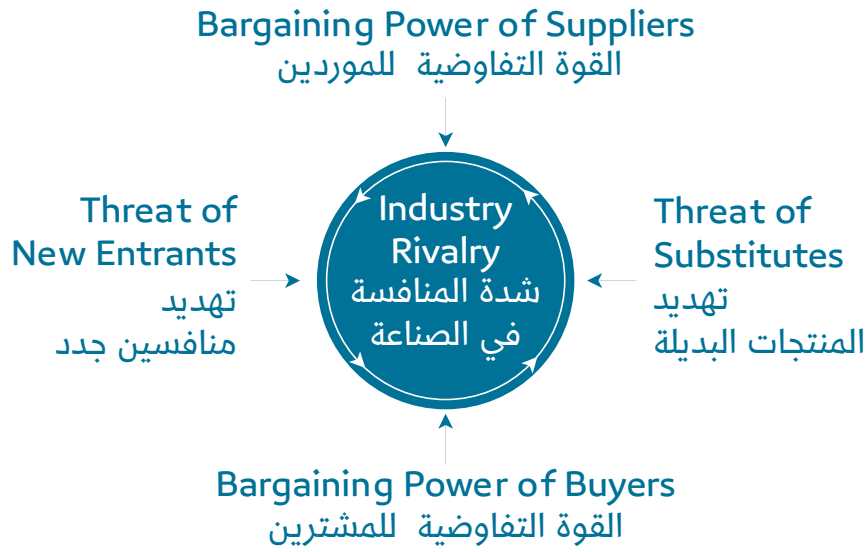 Bargaining Power of Suppliers
القوة التفاوضية للموردين
Threat of
New Entrants
تهديد
منافسين جدد
Industry
Rivalry
شدة المنافسة
في الصناعة
Threat of
Substitutes
تهديد
المنتجات البديلة
Bargaining Power of Buyers
القوة التفاوضية للمشترين